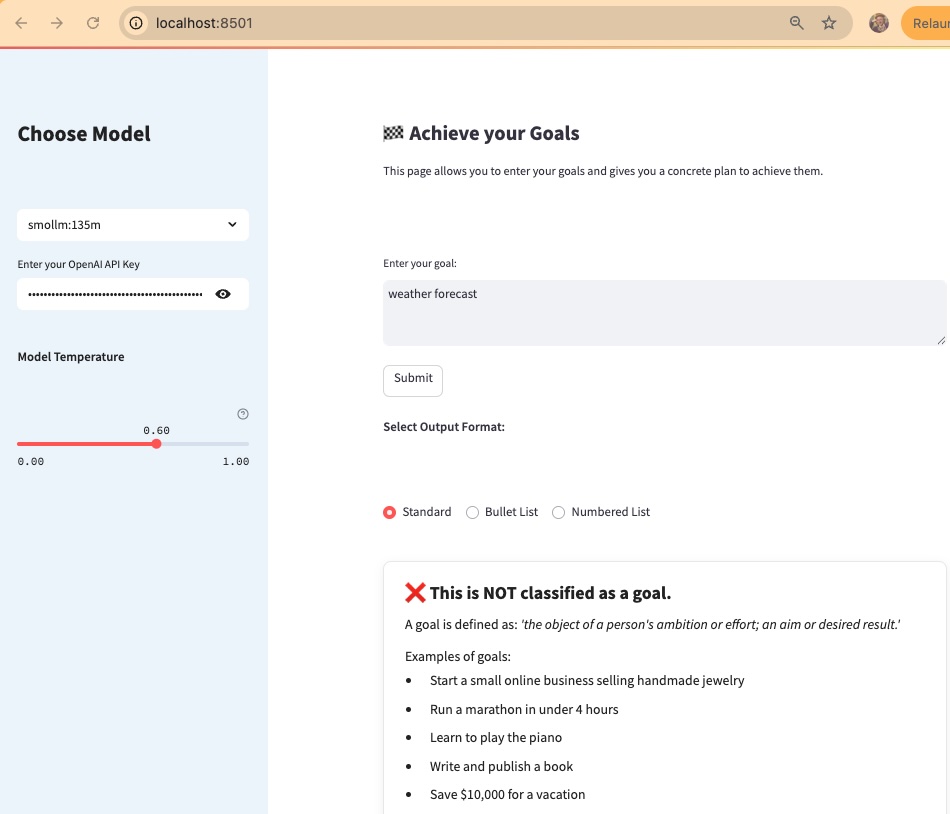 localhost:8501
Relau
Choose Model
smollm:135m
Enter your OpenAI API Key
Model Temperature
0.60
0.00 1.00
🏁 Achieve your Goals
This page allows you to enter your goals and gives you a concrete plan to achieve them.
Enter your goal:
weather forecast
Submit
Select Output Format:
Standard Bullet List Numbered List
❌ This is NOT classified as a goal.
A goal is defined as: 'the object of a person's ambition or effort; an aim or desired result.'
Examples of goals:
• Start a small online business selling handmade jewelry
• Run a marathon in under 4 hours
• Learn to play the piano
• Write and publish a book
• Save $10,000 for a vacation